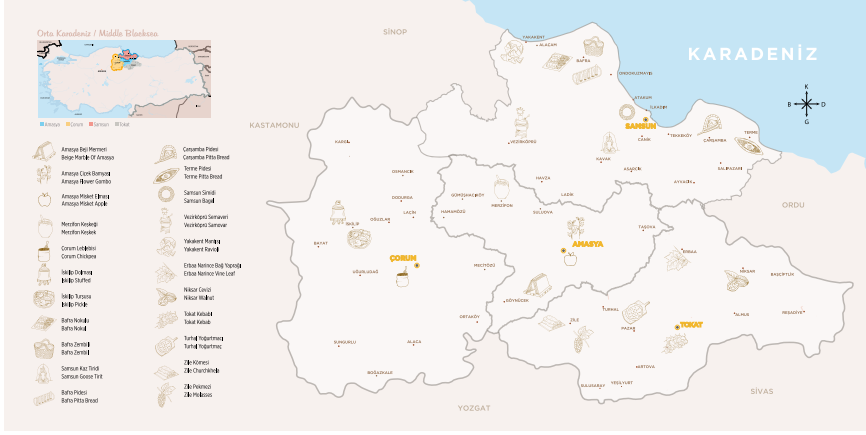 Orta Karadeniz / Middle Blacksea
Amasya
Çorum
Samsun
Tokat
Amasya Beji Mermeri
Beige Marble Of Amasya
Amasya Çiçek Bamyası
Amasya Flower Gombo
Amasya Misket Elması
Amasya Misket Apple
Merzifon Keşkeği
Merzifon Keşkek
Çorum Leblebisi
Çorum Chickpea
İskilip Dolması
İskilip Stuffed
İskilip Turşusu
İskilip Pickle
Bafra Nokulu
Bafra Nokul
Bafra Zembili
Bafra Zembil
Samsun Kaz Tiridi
Samsun Goose Tirit
Bafra Pidesi
Bafra Pitta Bread
Çarşamba Pidesi
Çarşamba Pitta Bread
Terme Pidesi
Terme Pitta Bread
Samsun Simidi
Samsun Bagel
Vezirköprü Semaveri
Vezirköprü Samovar
Yakakent Mantısı
Yakakent Ravioli
Erbaa Narince Bağ Yaprağı
Erbaa Narince Vine Leaf
Niksar Cevizi
Niksar Walnut
Tokat Kebabı
Tokat Kebab
Turhal Yoğurtmacı
Turhal Yoğurtmaç
Zile Kömesi
Zile Churchkhela
Zile Pekmezi
Zile Molasses
SİNOP
KARADENİZ
K
B
D
G
KASTAMONU
ORDU
SİVAS
YOZGAT
YAKAKENT
ALAÇAM
BAFRA
ONDOKUZMAYIS
ATAKUM
İLKADIM
SAMSUN
CANİK
TEKKEKÖY
ÇARŞAMBA
TERME
VEZİRKÖPRÜ
KAVAK
ASARCIK
SALIPAZARI
AYVACIK
HAVZA
LADİK
KARGI
OSMANCIK
DODURGA
LAÇİN
OĞUZLAR
İSKİLİP
BAYAT
ÇORUM
UĞURLUDAĞ
MECİTÖZÜ
ORTAKÖY
SUNGURLU
ALACA
BOĞAZKALE
GÜMÜŞHACIKÖY
HAMAMÖZÜ
MERZİFON
SULUOVA
TAŞOVA
AMASYA
GÖYNÜCEK
ERBAA
NİKSAR
BAŞÇİFTLİK
REŞADİYE
ALMUS
TURHAL
ZİLE
PAZAR
TOKAT
ARTOVA
SULUSARAY
YEŞİLYURT